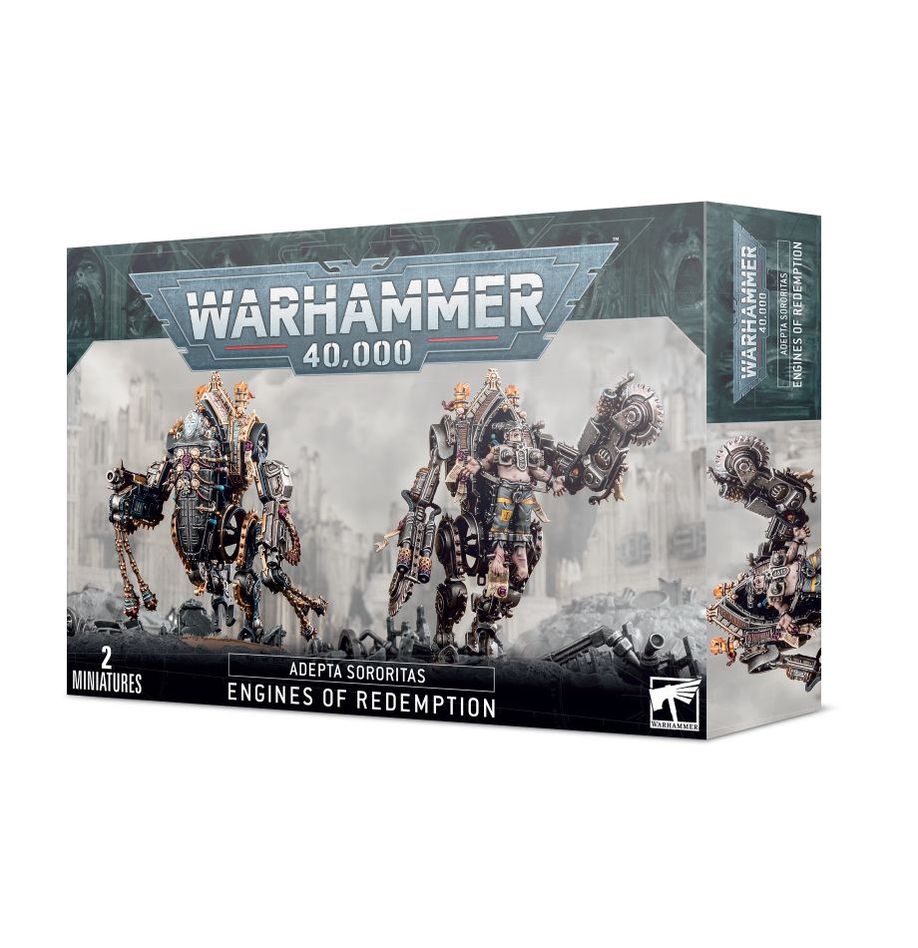 WARHAMMER
40,000
™
2
MINIATURES
ADEPTA SORORITAS
ENGINES OF REDEMPTION
WARHAMMER
WARHAMMER
40,000
ADEPTA SORORITAS
ENGINES OF REDEMPTION